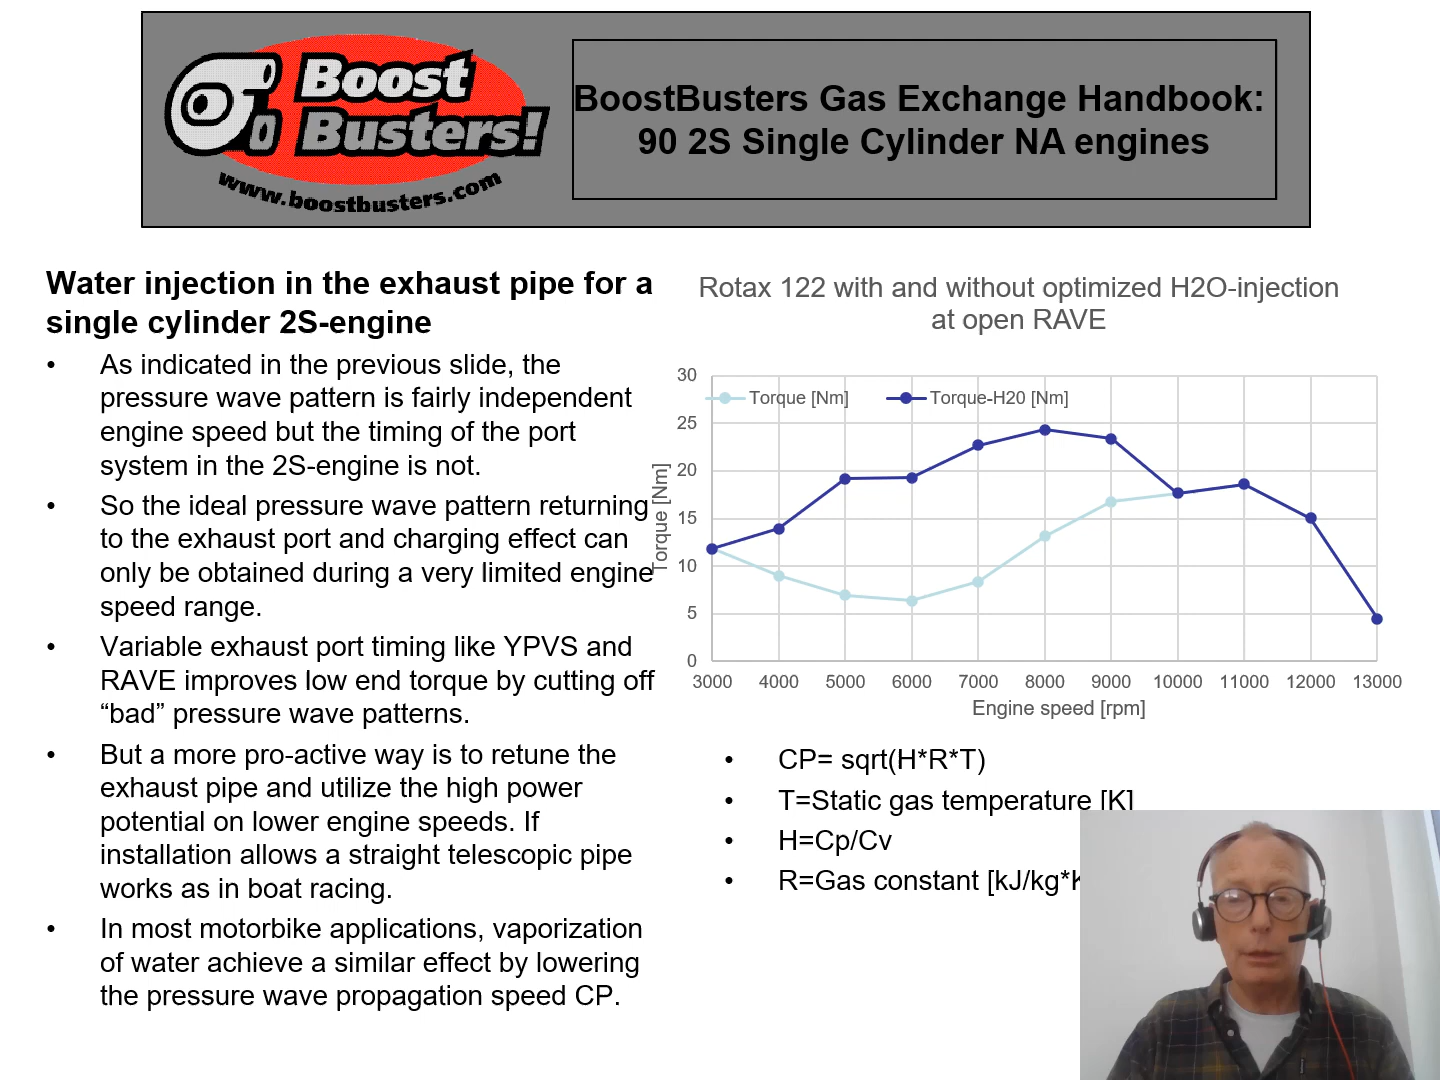 Boost
Busters!
www.boostbusters.com
BoostBusters Gas Exchange Handbook:
90 2S Single Cylinder NA engines
Water injection in the exhaust pipe for a
single cylinder 2S-engine
• As indicated in the previous slide, the
pressure wave pattern is fairly independent
engine speed but the timing of the port
system in the 2S-engine is not.
• So the ideal pressure wave pattern returning
to the exhaust port and charging effect can
only be obtained during a very limited engine
speed range.
• Variable exhaust port timing like YPVS and
RAVE improves low end torque by cutting off
“bad” pressure wave patterns.
• But a more pro-active way is to retune the
exhaust pipe and utilize the high power
potential on lower engine speeds. If
installation allows a straight telescopic pipe
works as in boat racing.
• In most motorbike applications, vaporization
of water achieve a similar effect by lowering
the pressure wave propagation speed CP.
Rotax 122 with and without optimized H2O-injection
at open RAVE
Torque [Nm] Torque-H20 [Nm]
30
25
20
15
10
5
0
Torque [Nm]
3000 4000 5000 6000 7000 8000 9000 10000 11000 12000 13000
Engine speed [rpm]
• CP= sqrt(H*R*T)
• T=Static gas temperature [K]
• H=Cp/Cv
• R=Gas constant [kJ/kg*K